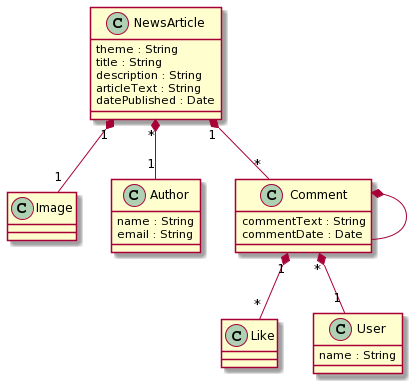 C NewsArticle
theme : String
title : String
description : String
articleText : String
datePublished : Date
1 * 1
1 1 *
C Image
C Author
name : String
email : String
C Comment
commentText : String
commentDate : Date
1 *
* 1
C Like
C User
name : String